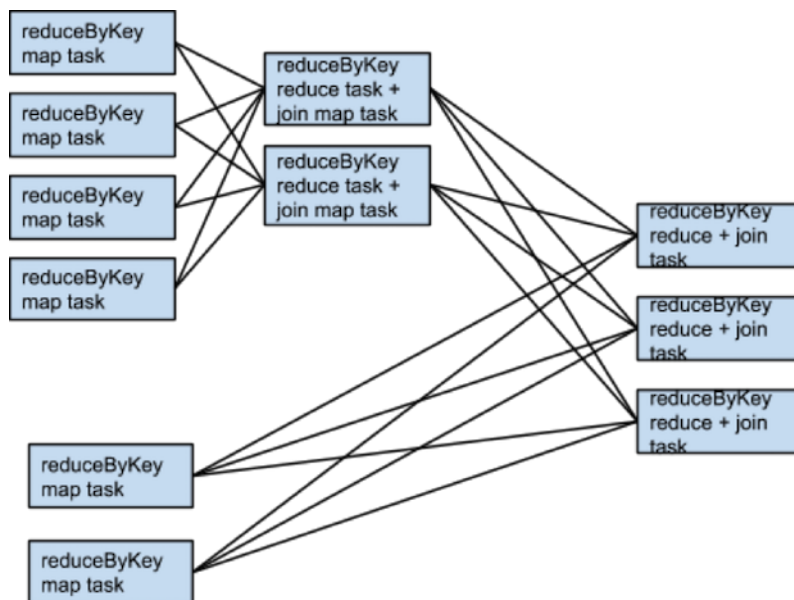 reduceByKey
map task
reduceByKey
map task
reduceByKey
map task
reduceByKey
map task
reduceByKey
reduce task +
join map task
reduceByKey
reduce task +
join map task
reduceByKey
reduce + join
task
reduceByKey
reduce + join
task
reduceByKey
reduce + join
task
reduceByKey
map task
reduceByKey
map task